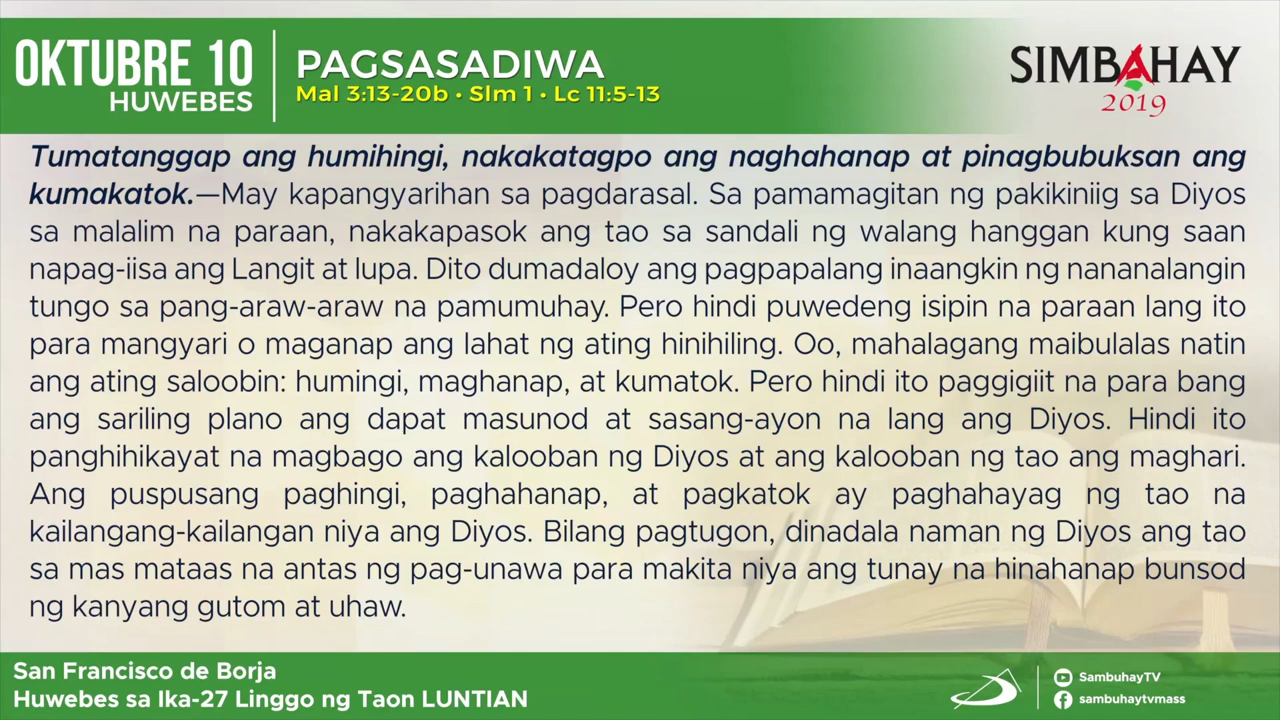 OKTUBRE 10
HUWEBES
PAGSASADIWA
Mal 3:13-20b • Slm 1 • Lc 11:5-13
SIMBAHAY
2019
Tumatanggap ang humihingi, nakakatagpo ang naghahanap at pinagbubuksan ang
kumakatok.—May kapangyarihan sa pagdarasal. Sa pamamagitan ng pakikiniig sa Diyos
sa malalim na paraan, nakakapasok ang tao sa sandali ng walang hanggan kung saan
napag-iisa ang Langit at lupa. Dito dumadaloy ang pagpapalang inaangkin ng nananalangin
tungo sa pang-araw-araw na pamumuhay. Pero hindi puwedeng isipin na paraan lang ito
para mangyari o maganap ang lahat ng ating hinihiling. Oo, mahalagang maibulalas natin
ang ating saloobin: humingi, maghanap, at kumatok. Pero hindi ito paggigiit na para bang
ang sariling plano ang dapat masunod at sasang-ayon na lang ang Diyos. Hindi ito
panghihikayat na magbago ang kalooban ng Diyos at ang kalooban ng tao ang maghari.
Ang puspusang paghingi, paghahanap, at pagkatok ay paghahayag ng tao na
kailangang-kailangan niya ang Diyos. Bilang pagtugon, dinadala naman ng Diyos ang tao
sa mas mataas na antas ng pag-unawa para makita niya ang tunay na hinahanap bunsod
ng kanyang gutom at uhaw.
San Francisco de Borja
Huwebes sa Ika-27 Linggo ng Taon LUNTIAN
SambuhayTV
sambuhaytvmass